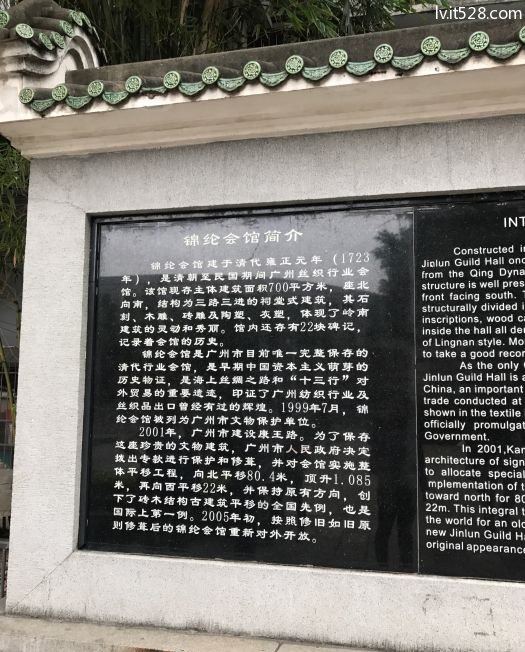 lvit528.com
锦纶会馆简介
锦纶会馆建于清代雍正元年（1723
年），是清朝至民国期间广州丝织行业会
馆。该馆现存主体建筑面积700平方米，座北
向南，结构为三路三进的祠堂式建筑，其石
刻、木雕、砖雕及陶塑、灰塑，体现了岭南
建筑的灵动和秀丽。馆内还存有22块碑记，
记录着会馆的历史。
锦纶会馆是广州市目前唯一完整保存的
清代行业会馆，是早期中国资本主义萌芽的
历史物证，是海上丝绸之路和“十三行”对
外贸易的重要遗迹，印证了广州纺织行业及
丝织品出口曾经有过的辉煌。1999年7月，锦
纶会馆被列为广州市文物保护单位。
2001年，广州市建设康王路。为了保存
这座珍贵的文物建筑，广州市人民政府决定
拨出专款进行保护和修葺，并对会馆实施整
体平移工程，向北平移80.4米，顶升1.085
米，再向西平移22米，并保持原有方向，创
下了砖木结构古建筑平移的全国先例，也是
国际上第一例。2005年初，按照修旧如旧原
则修葺后的锦纶会馆重新对外开放。
INT
Constructed in
Jinlun Guild Hall onc
from the Qing Dynas
structure is well pres
front facing south. T
structurally divided i
inscriptions, wood ca
inside the hall all der
of Lingnan style. Mo
to take a good recor
As the only c
Jinlun Guild Hall is a
China, an important
trade conducted at
shown in the textile
officially promulgat
Government.
In 2001,Kan
architecture of signi
to allocate special
mplementation of t
toward north for 80
22m. This integral t
the world for an old
new Jinlun Guild Ha
original appearance